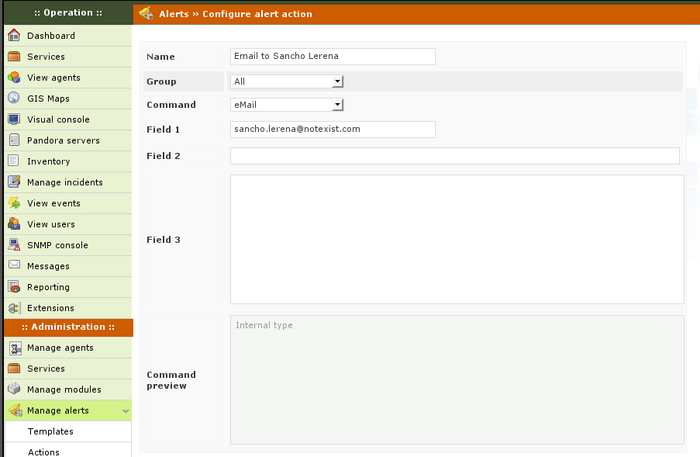 :: Operation ::
Dashboard
Services
View agents
GIS Maps
Visual console
Pandora servers
Inventory
Manage incidents
View events
View users
SNMP console
Messages
Reporting
Extensions
:: Administration ::
Manage agents
Services
Manage modules
Manage alerts
Templates
Actions
Alerts » Configure alert action
Name Email to Sancho Lerena
Group All
Command eMail
Field 1 sancho.lerena@notexist.com
Field 2
Field 3
Command
preview
Internal type